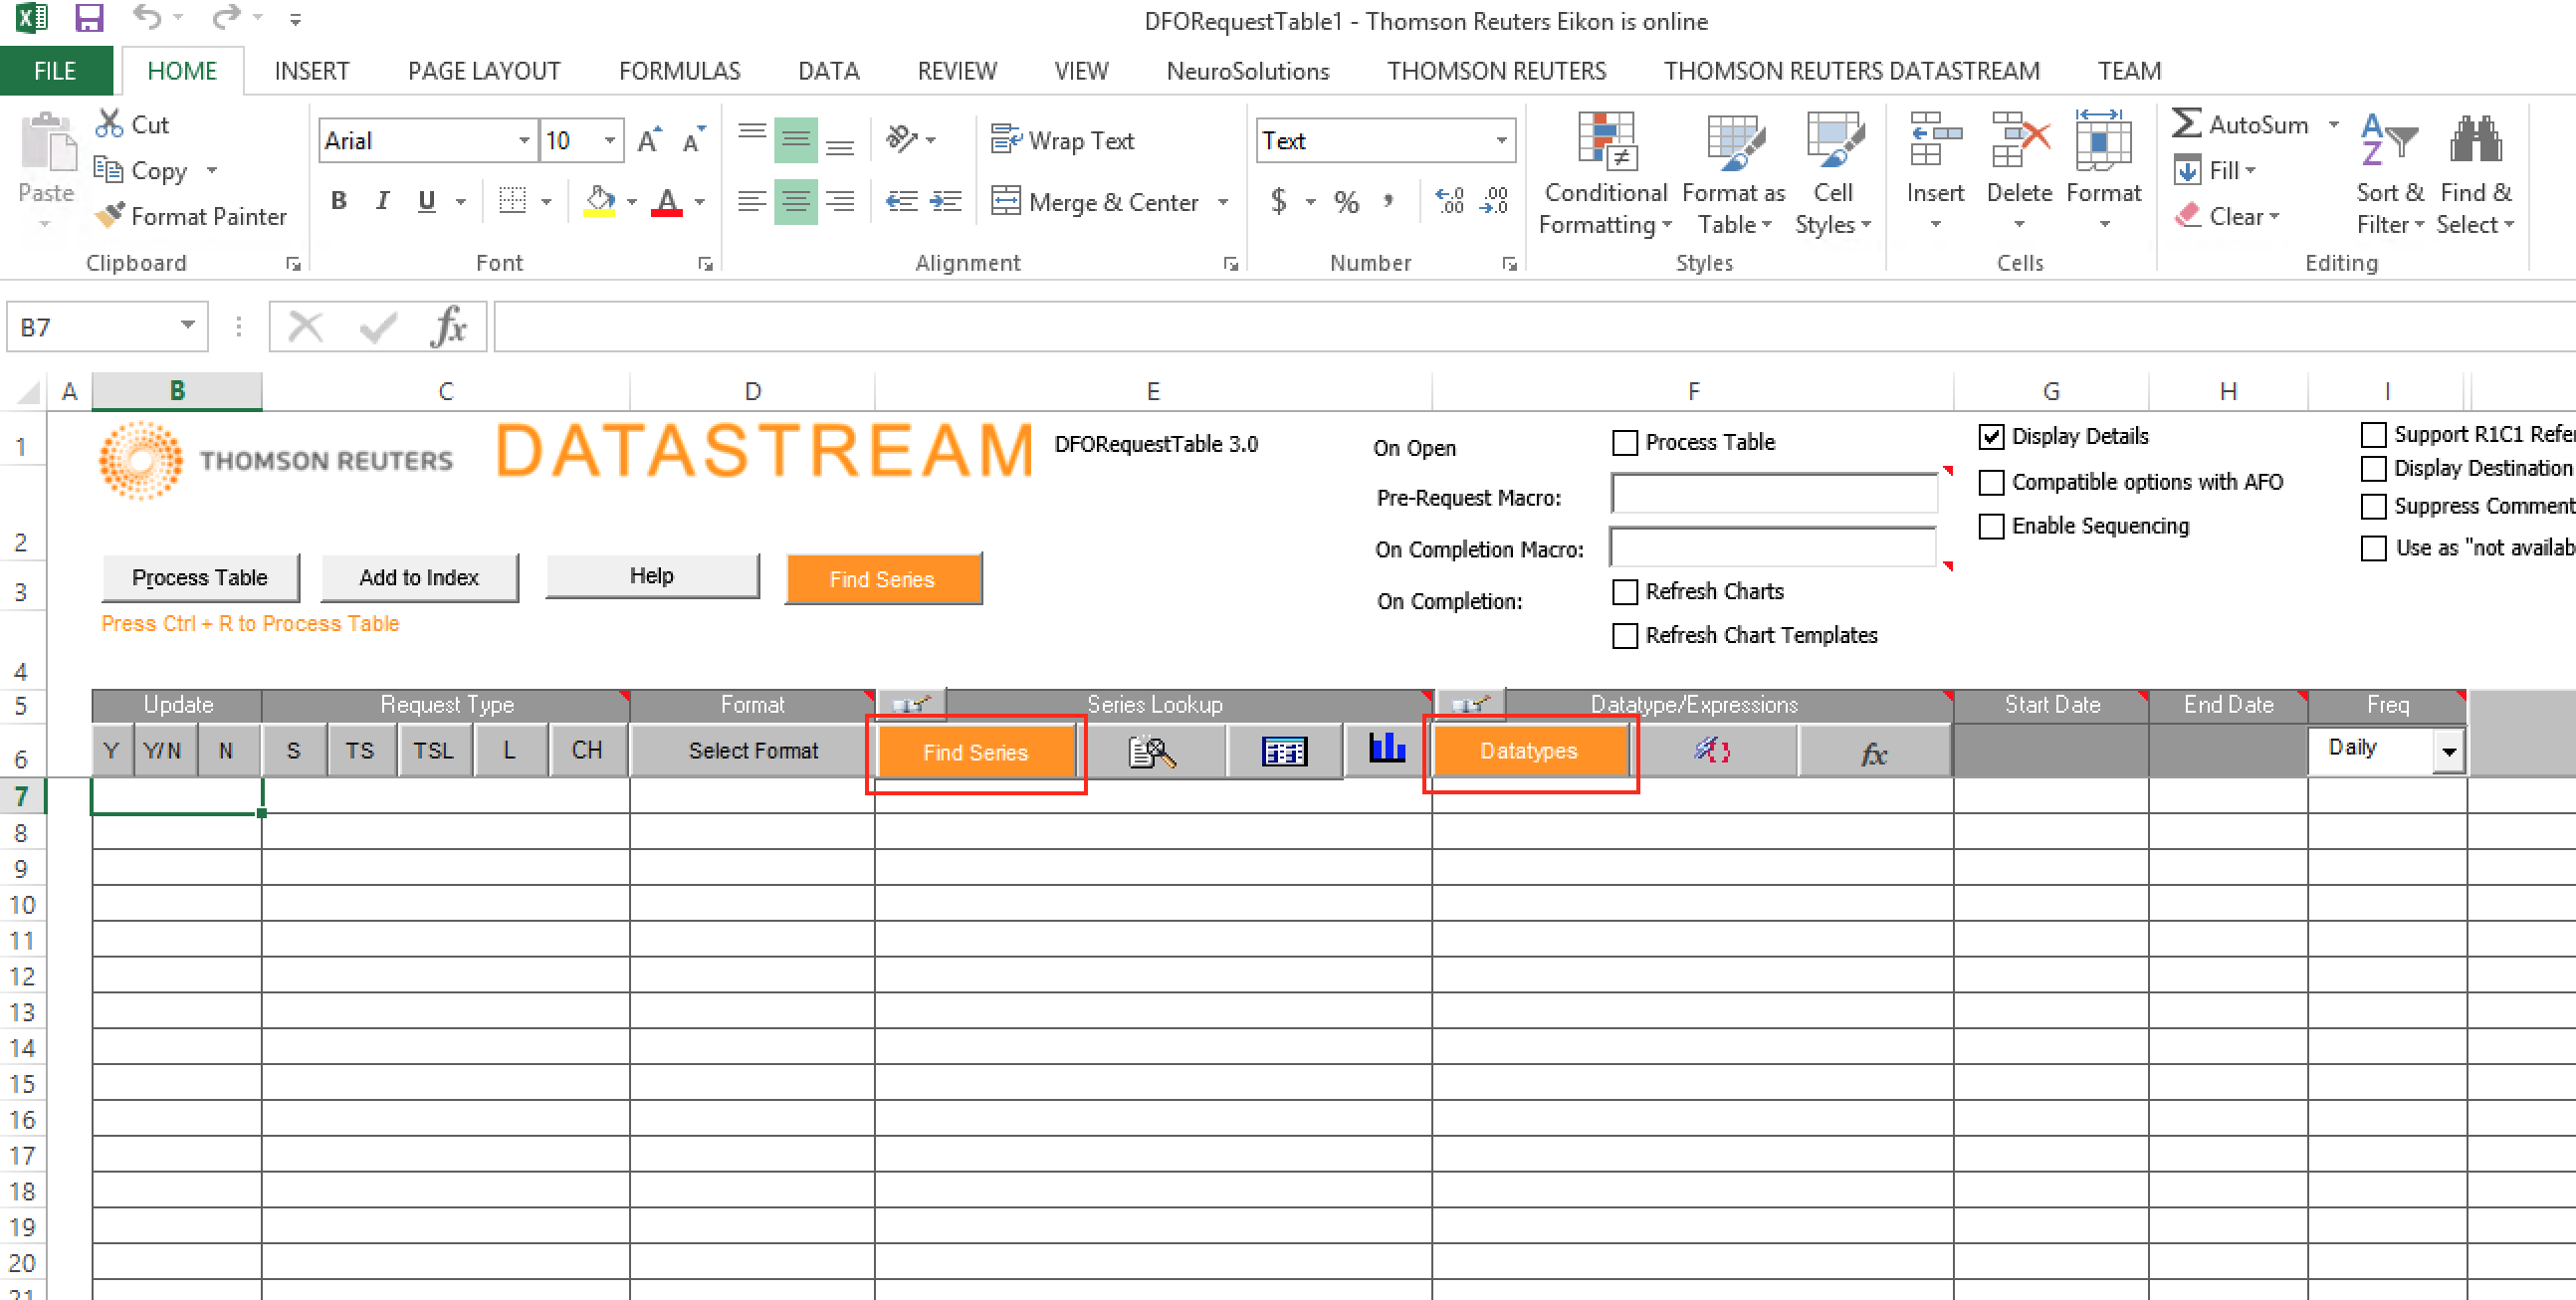 DFORequestTable1 - Thomson Reuters Eikon is online
FILE HOME INSERT PAGE LAYOUT FORMULAS DATA REVIEW VIEW NeuroSolutions THOMSON REUTERS THOMSON REUTERS DATASTREAM TEAM
Paste
Cut
Copy
Format Painter
Clipboard
Arial 10
B I U
Font
Wrap Text
Merge & Center
Alignment
Text
$ % , .00 .00
Number
Conditional Formatting
Format as Table
Cell Styles
Styles
Insert Delete Format
Cells
AutoSum
Fill
Clear
Sort & Filter
Find & Select
Editing
B7 fx
A B C D E F G H I
1 THOMSON REUTERS DATASTREAM DFORequestTable 3.0 On Open Process Table Display Details Support R1C1
Display Destination
Pre-Request Macro: Compatible options with AFO
Suppress
2 On Completion Macro: Enable Sequencing
Use as "not
3 Process Table Add to Index Help Find Series On Completion: Refresh Charts
Press Ctrl + R to Process Table Refresh Chart Templates
4
5 Update Request Type Format Series Lookup Datatype/Expressions Start Date End Date Freq
6 Y Y/N N S TS TSL L CH Select Format Find Series Datatypes fx Daily
7
8
9
10
11
12
13
14
15
16
17
18
19
20
21